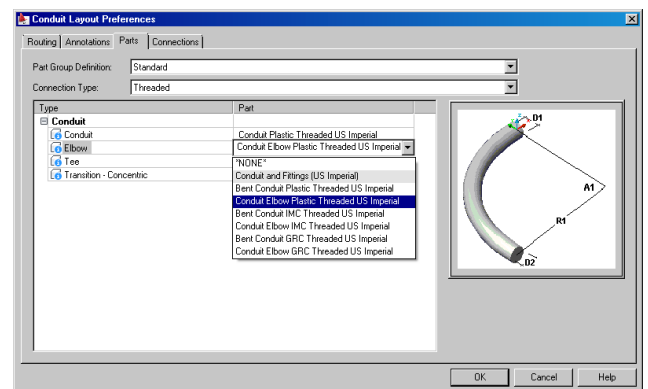 Conduit Layout Preferences
Routing Annotations Parts Connections
Part Group Definition: Standard
Connection Type: Threaded
Type Part
Conduit
Conduit Conduit Plastic Threaded US Imperial
Elbow Conduit Elbow Plastic Threaded US Imperial
Tee
Transition - Concentric
*NONE*
Conduit and Fittings (US Imperial)
Bent Conduit Plastic Threaded US Imperial
Conduit Elbow Plastic Threaded US Imperial
Bent Conduit IMC Threaded US Imperial
Conduit Elbow IMC Threaded US Imperial
Bent Conduit GRC Threaded US Imperial
Conduit Elbow GRC Threaded US Imperial
D1
A1
R1
D2
OK Cancel Help